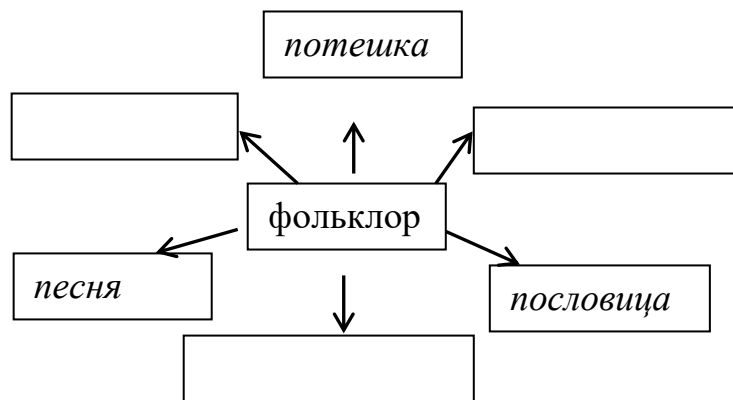 потешка
фольклор
песня
пословица